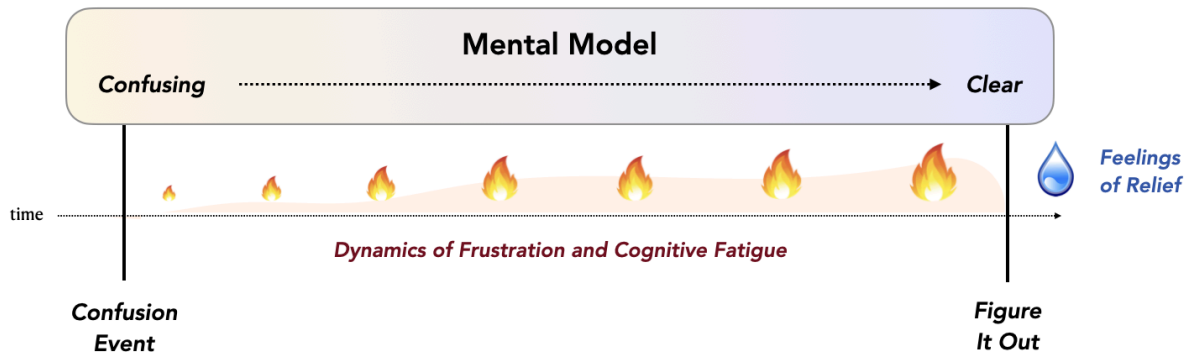 Mental Model
Confusing
Clear
Feelings
of Relief
time
Dynamics of Frustration and Cognitive Fatigue
Confusion
Event
Figure
It Out